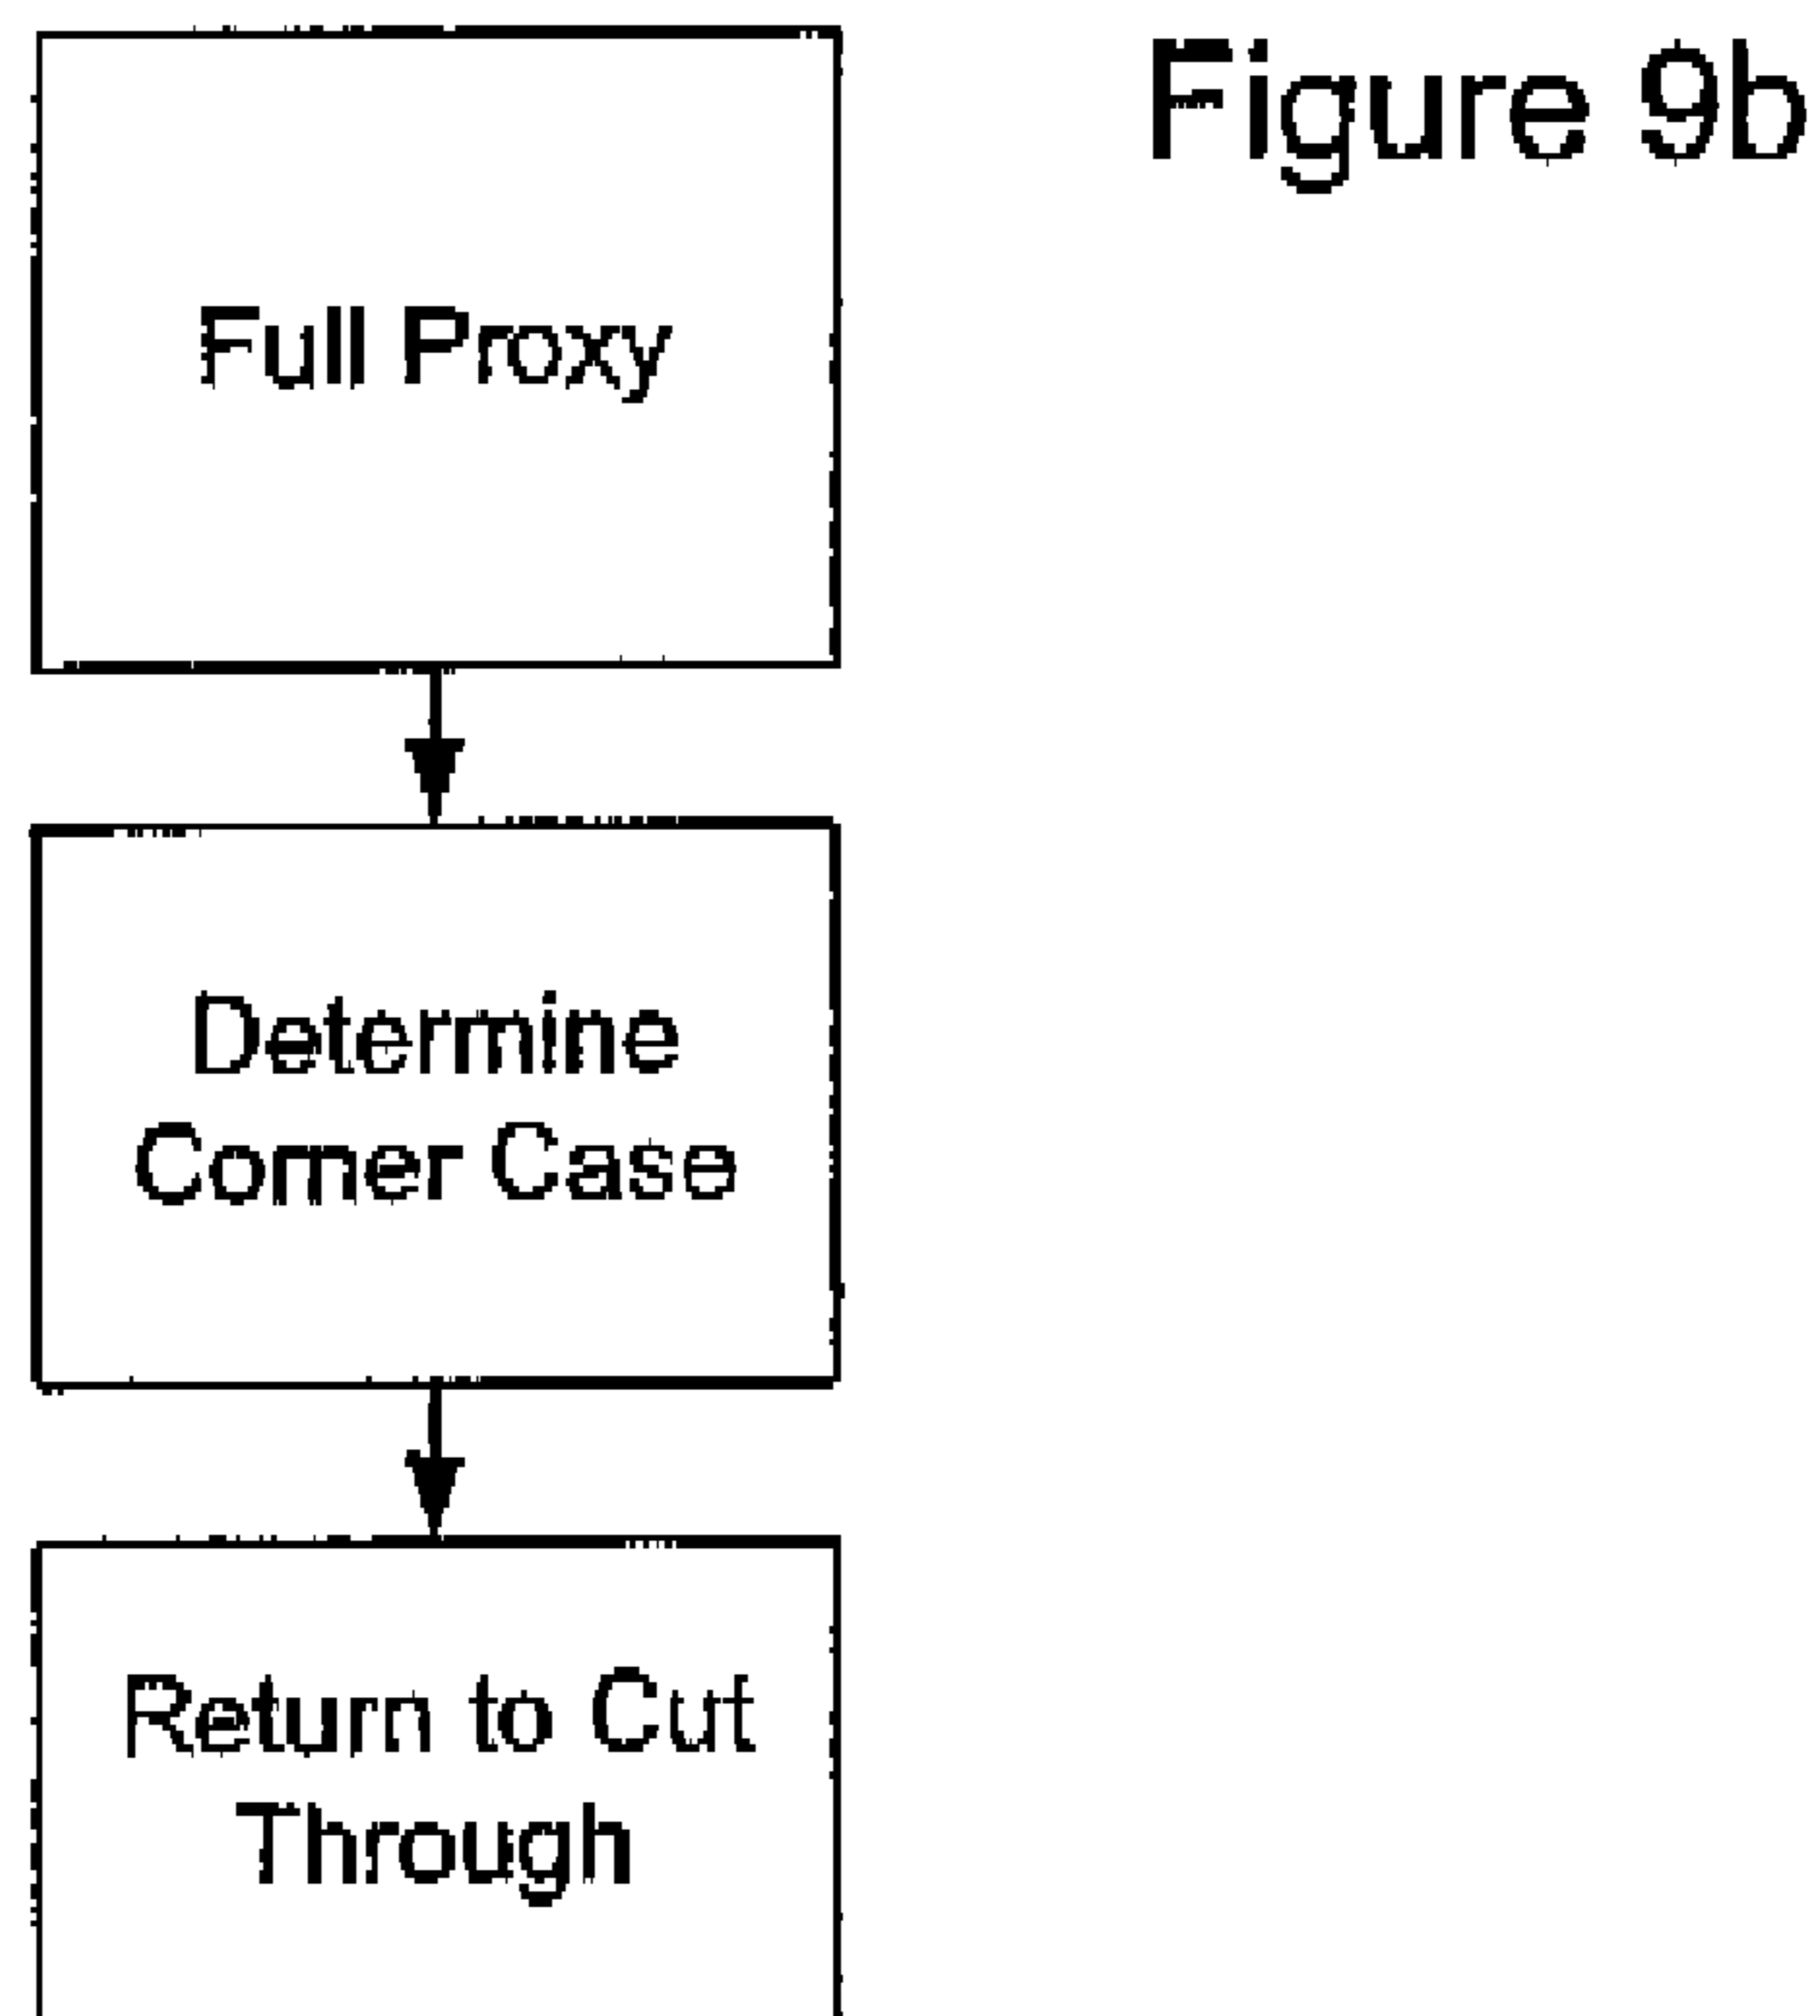 Figure 9b
Full Proxy
Determine
Corner Case
Return to Cut
Through